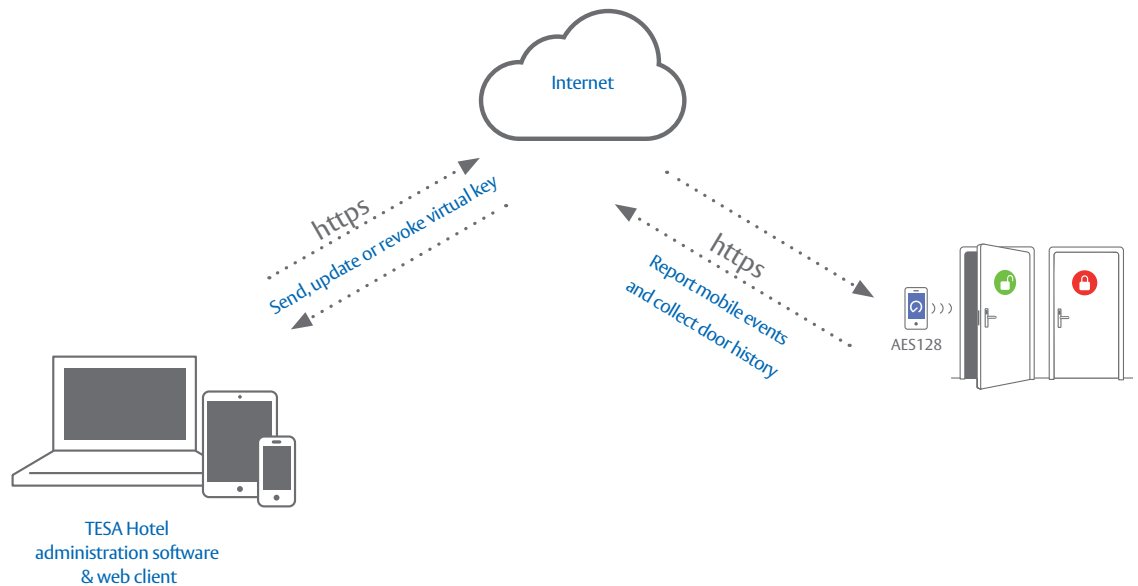 Internet
https
Send, update or revoke virtual key
https
Report mobile events
and collect door history
AES128
TESA Hotel
administration software
& web client